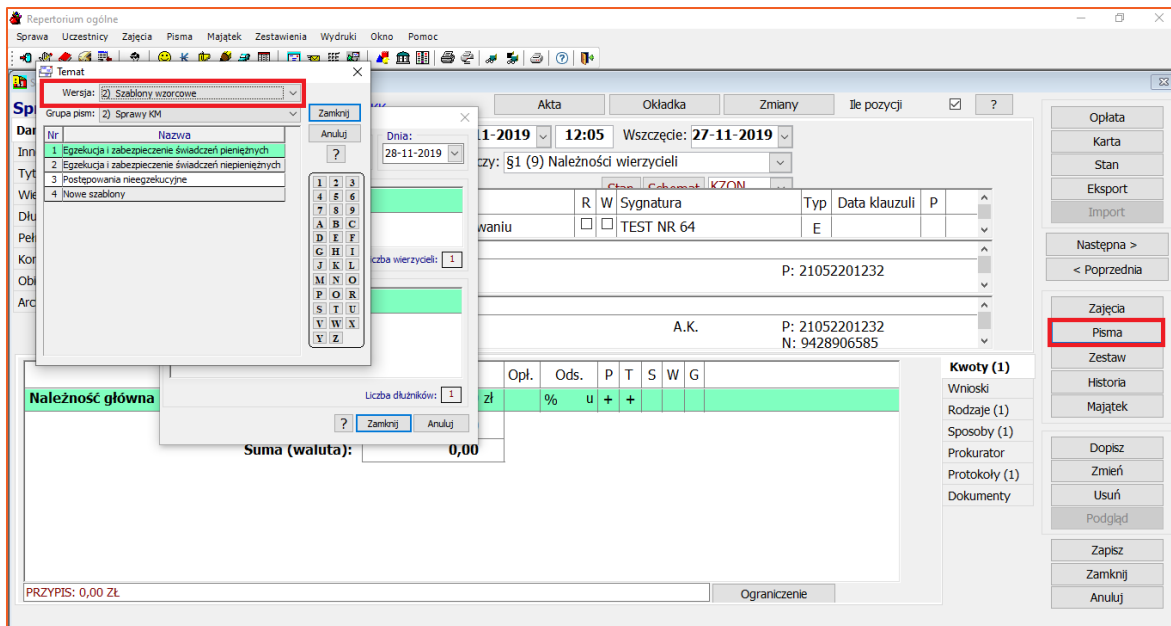 Repertorium ogólne
Sprawa Uczestnicy Zajęcia Pisma Majątek Zestawienia Wydruki Okno Pomoc
Temat
Wersja: 2) Szablony wzorcowe
Grupa pism: 2) Sprawy KM
Zamknij
Anuluj
?
Nr Nazwa
1 Egzekucja i zabezpieczenie świadczeń pieniężnych
2 Egzekucja i zabezpieczenie świadczeń niepieniężnych
3 Postępowania nieegzekucyjne
4 Nowe szablony
1 2 3
4 5 6
7 8 9
A B C
D E F
G H I
J K L
M N O
P O R
S T U
V W X
Y Z
Akta Okładka Zmiany Ile pozycji ?
Dnia:
28-11-2019
11-2019 12:05 Wszczęcie: 27-11-2019
czy: §1 (9) Należności wierzycieli
Stan Schemat KZON
R W Sygnatura Typ Data klauzuli P
waniu TEST NR 64 E
P: 21052201232
A.K. P: 21052201232
N: 9428906585
czba wierzycieli: 1
Liczba dłużników: 1
? Zamknij Anuluj
Opł. Ods. P T S W G
Należność główna zł % u + +
Suma (waluta): 0,00
PRZYPIS: 0,00 ZŁ
Ograniczenie
Kwoty (1)
Wnioski
Rodzaje (1)
Sposoby (1)
Prokurator
Protokoły (1)
Dokumenty
Opłata
Karta
Stan
Eksport
Import
Następna >
< Poprzednia
Zajęcia
Pisma
Zestaw
Historia
Majątek
Dopisz
Zmień
Usuń
Podgląd
Zapisz
Zamknij
Anuluj